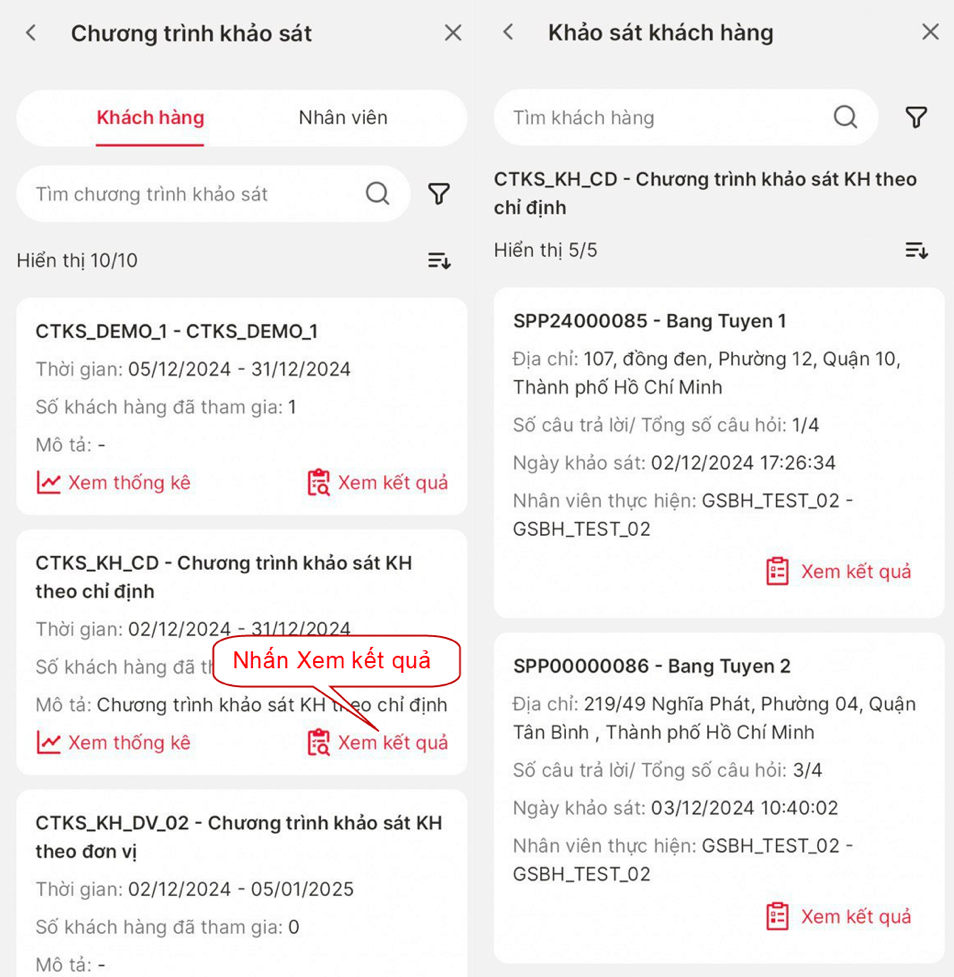 Chương trình khảo sát
Khách hàng
Nhân viên
Tìm chương trình khảo sát
Hiển thị 10/10
CTKS_DEMO_1 - CTKS_DEMO_1
Thời gian: 05/12/2024 - 31/12/2024
Số khách hàng đã tham gia: 1
Mô tả: -
Xem thống kê
Xem kết quả
CTKS_KH_CD - Chương trình khảo sát KH
theo chỉ định
Thời gian: 02/12/2024 - 31/12/2024
Số khách hàng đã
Nhấn Xem kết quả
Mô tả: Chương trình khảo sát KH theo chỉ định
Xem thống kê
Xem kết quả
CTKS_KH_DV_02 - Chương trình khảo sát KH
theo đơn vị
Thời gian: 02/12/2024 - 05/01/2025
Số khách hàng đã tham gia: 0
Mô tả: -
Khảo sát khách hàng
Tìm khách hàng
CTKS_KH_CD - Chương trình khảo sát KH theo
chỉ định
Hiển thị 5/5
SPP24000085 - Bang Tuyen 1
Địa chỉ: 107, đồng đen, Phường 12, Quận 10,
Thành phố Hồ Chí Minh
Số câu trả lời/ Tổng số câu hỏi: 1/4
Ngày khảo sát: 02/12/2024 17:26:34
Nhân viên thực hiện: GSBH_TEST_02 -
GSBH_TEST_02
Xem kết quả
SPP00000086 - Bang Tuyen 2
Địa chỉ: 219/49 Nghĩa Phát, Phường 04, Quận
Tân Bình , Thành phố Hồ Chí Minh
Số câu trả lời/ Tổng số câu hỏi: 3/4
Ngày khảo sát: 03/12/2024 10:40:02
Nhân viên thực hiện: GSBH_TEST_02 -
GSBH_TEST_02
Xem kết quả